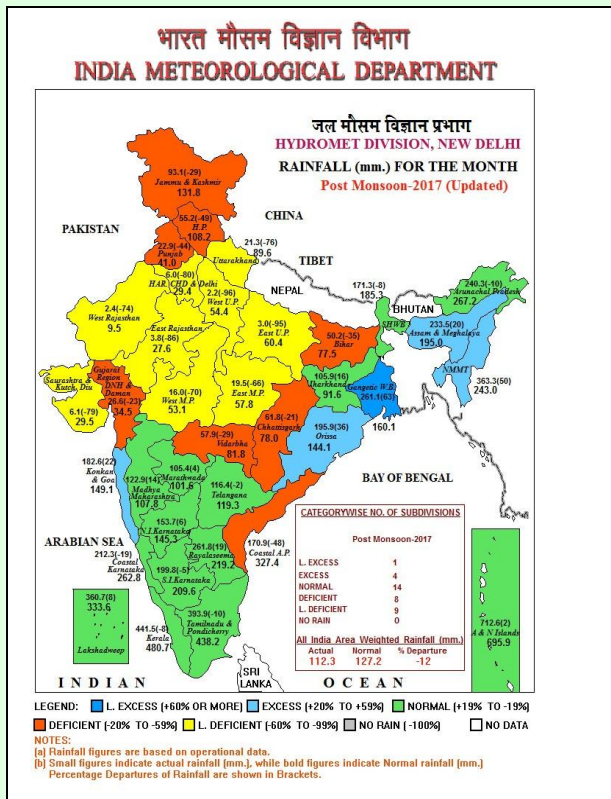 भारत मौसम विज्ञान विभाग
INDIA METEOROLOGICAL DEPARTMENT
जल मौसम विज्ञान प्रभाग
HYDROMET DIVISION, NEW DELHI
RAINFALL (mm.) FOR THE MONTH
Post Monsoon-2017 (Updated)
93.1(-29)
Jammu & Kashmir
131.8
55.2(-49)
H.P.
108.2
PAKISTAN
CHINA
22.9(-44)
Punjab
41.0
21.3(-76)
Uttarakhand
89.6
TIBET
6.0(-80)
HAR. CHD & Delhi
29.4
2.2(-96)
West U.P.
54.4
NEPAL
171.3(-8)
185.3
SHWB
BHUTAN
240.3(-10)
Arunachal Pradesh
267.2
2.4(-74)
West Rajasthan
9.5
East Rajasthan
3.8(-86)
27.6
3.0(-95)
East U.P.
60.4
50.2(-35)
Bihar
77.5
233.5(20)
Assam & Meghalaya
195.0
NMMT
363.3(50)
243.0
Saurashtra &
Kutch, Diu
6.1(-79)
29.5
Gujarat
Region
DNH &
Daman
26.6(-23)
34.5
16.0(-70)
West M.P.
53.1
19.5(-66)
East M.P.
57.8
105.9(16)
Jharkhand
91.6
Gangetic W.B.
261.1(63)
160.1
57.9(-29)
Vidarbha
81.8
61.8(-21)
Chhattisgarh
78.0
195.9(36)
Orissa
144.1
182.6(22)
Konkan
& Goa
149.1
122.9(14)
Madhya
Maharashtra
107.8
105.4(4)
Marathwada
101.6
116.4(-2)
Telangana
119.3
BAY OF BENGAL
ARABIAN SEA
153.7(6)
N.I.Karnataka
145.3
261.8(19)
Rayalaseema
219.2
170.9(-48)
Coastal A.P.
327.4
212.3(-19)
Coastal
Karnataka
262.8
199.8(-5)
S.I.Karnataka
209.6
393.9(-10)
Tamilnadu &
Pondicherry
438.2
441.5(-8)
Kerala
480.7
360.7(8)
333.6
Lakshadweep
712.6(2)
A & N Islands
695.9
CATEGORYWISE NO. OF SUBDIVISIONS
Post Monsoon-2017
L. EXCESS 1
EXCESS 4
NORMAL 14
DEFICIENT 8
L. DEFICIENT 9
NO RAIN 0
All India Area Weighted Rainfall (mm.)
Actual Normal % Departure
112.3 127.2 -12
SRI
LANKA
INDIAN OCEAN
LEGEND: L. EXCESS (+60% OR MORE) EXCESS (+20% TO +59%) NORMAL (+19% TO -19%)
DEFICIENT (-20% TO -59%) L. DEFICIENT (-60% TO -99%) NO RAIN (-100%) NO DATA
NOTES:
(a) Rainfall figures are based on operational data.
(b) Small figures indicate actual rainfall (mm.), while bold figures indicate Normal rainfall (mm.)
Percentage Departures of Rainfall are shown in Brackets.